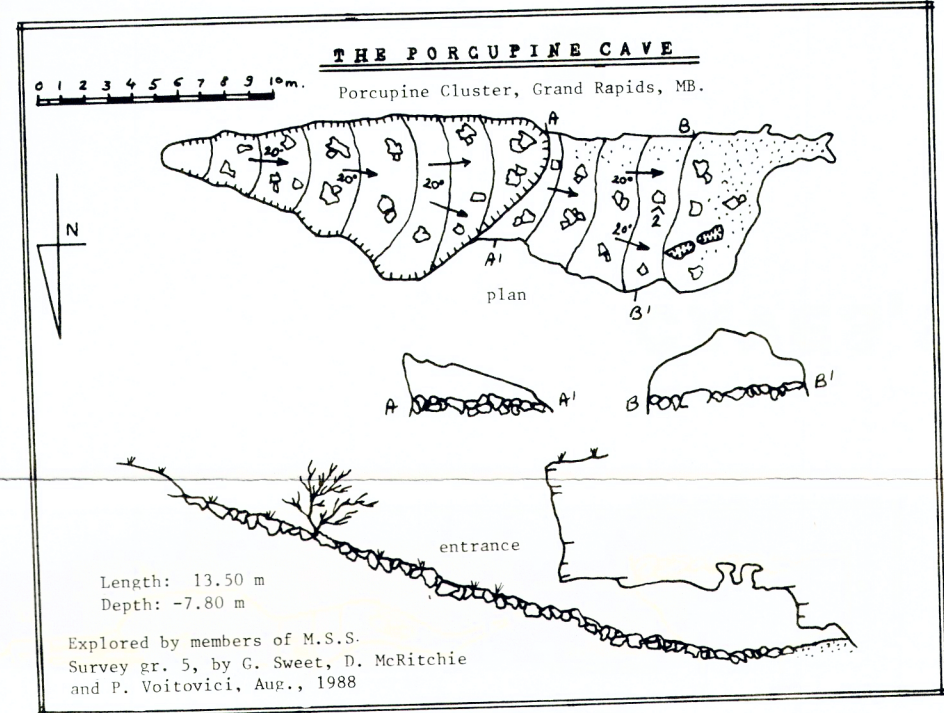 THE PORCUPINE CAVE
0 1 2 3 4 5 6 7 8 9 10 m.
Porcupine Cluster, Grand Rapids, MB.
A
B
20°
20°
20°
20°
2
20°
N
A'
B'
plan
A
A'
B
B'
entrance
Length: 13.50 m
Depth: -7.80 m
Explored by members of M.S.S.
Survey gr. 5, by G. Sweet, D. McRitchie
and P. Voitovici, Aug., 1988